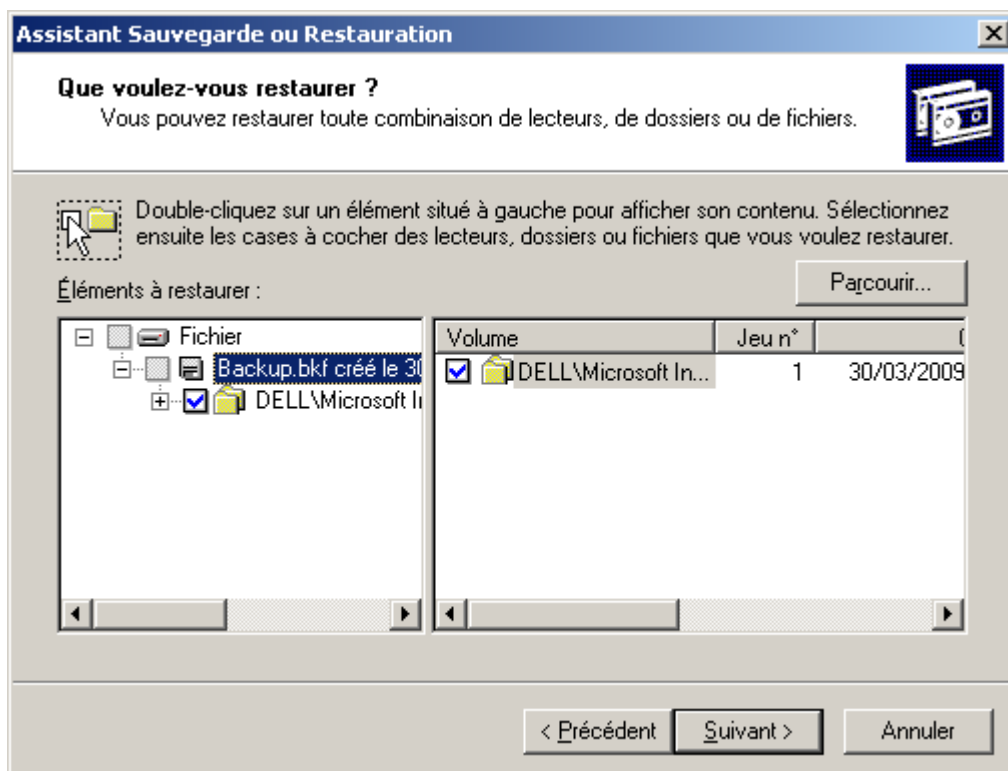 Assistant Sauvegarde ou Restauration
Que voulez-vous restaurer ?
Vous pouvez restaurer toute combinaison de lecteurs, de dossiers ou de fichiers.
Double-cliquez sur un élément situé à gauche pour afficher son contenu. Sélectionnez
ensuite les cases à cocher des lecteurs, dossiers ou fichiers que vous voulez restaurer.
Parcourir...
Éléments à restaurer :
Fichier
Backup.bkf créé le 30
DELL\Microsoft
Volume Jeu n°
DELL\Microsoft In... 1 30/03/2009
< Précédent Suivant > Annuler